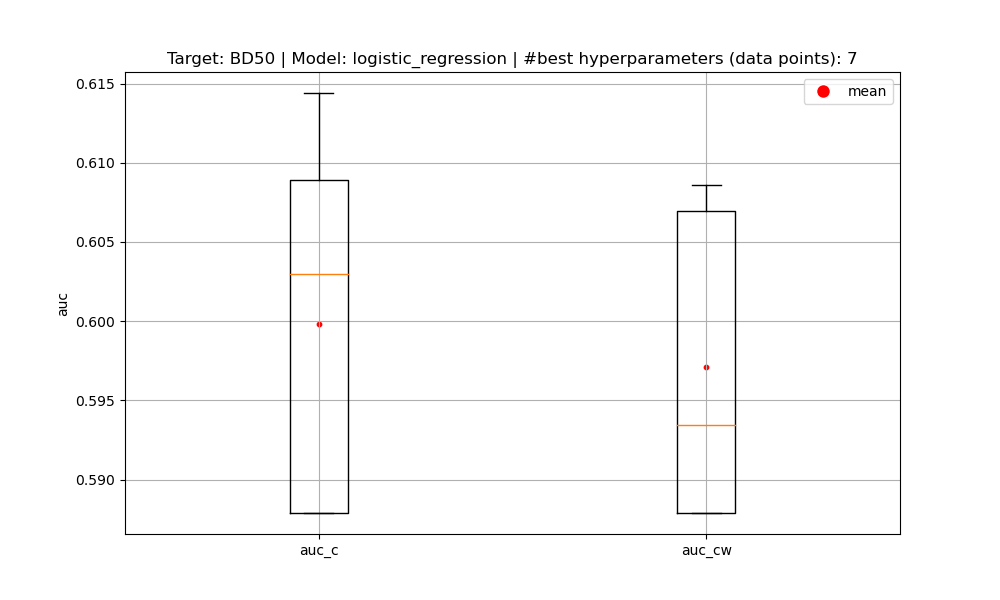 Target: BD50 | Model: logistic_regression | #best hyperparameters (data points): 7
mean
0.615
0.610
0.605
0.600
0.595
0.590
auc
auc_c
auc_cw